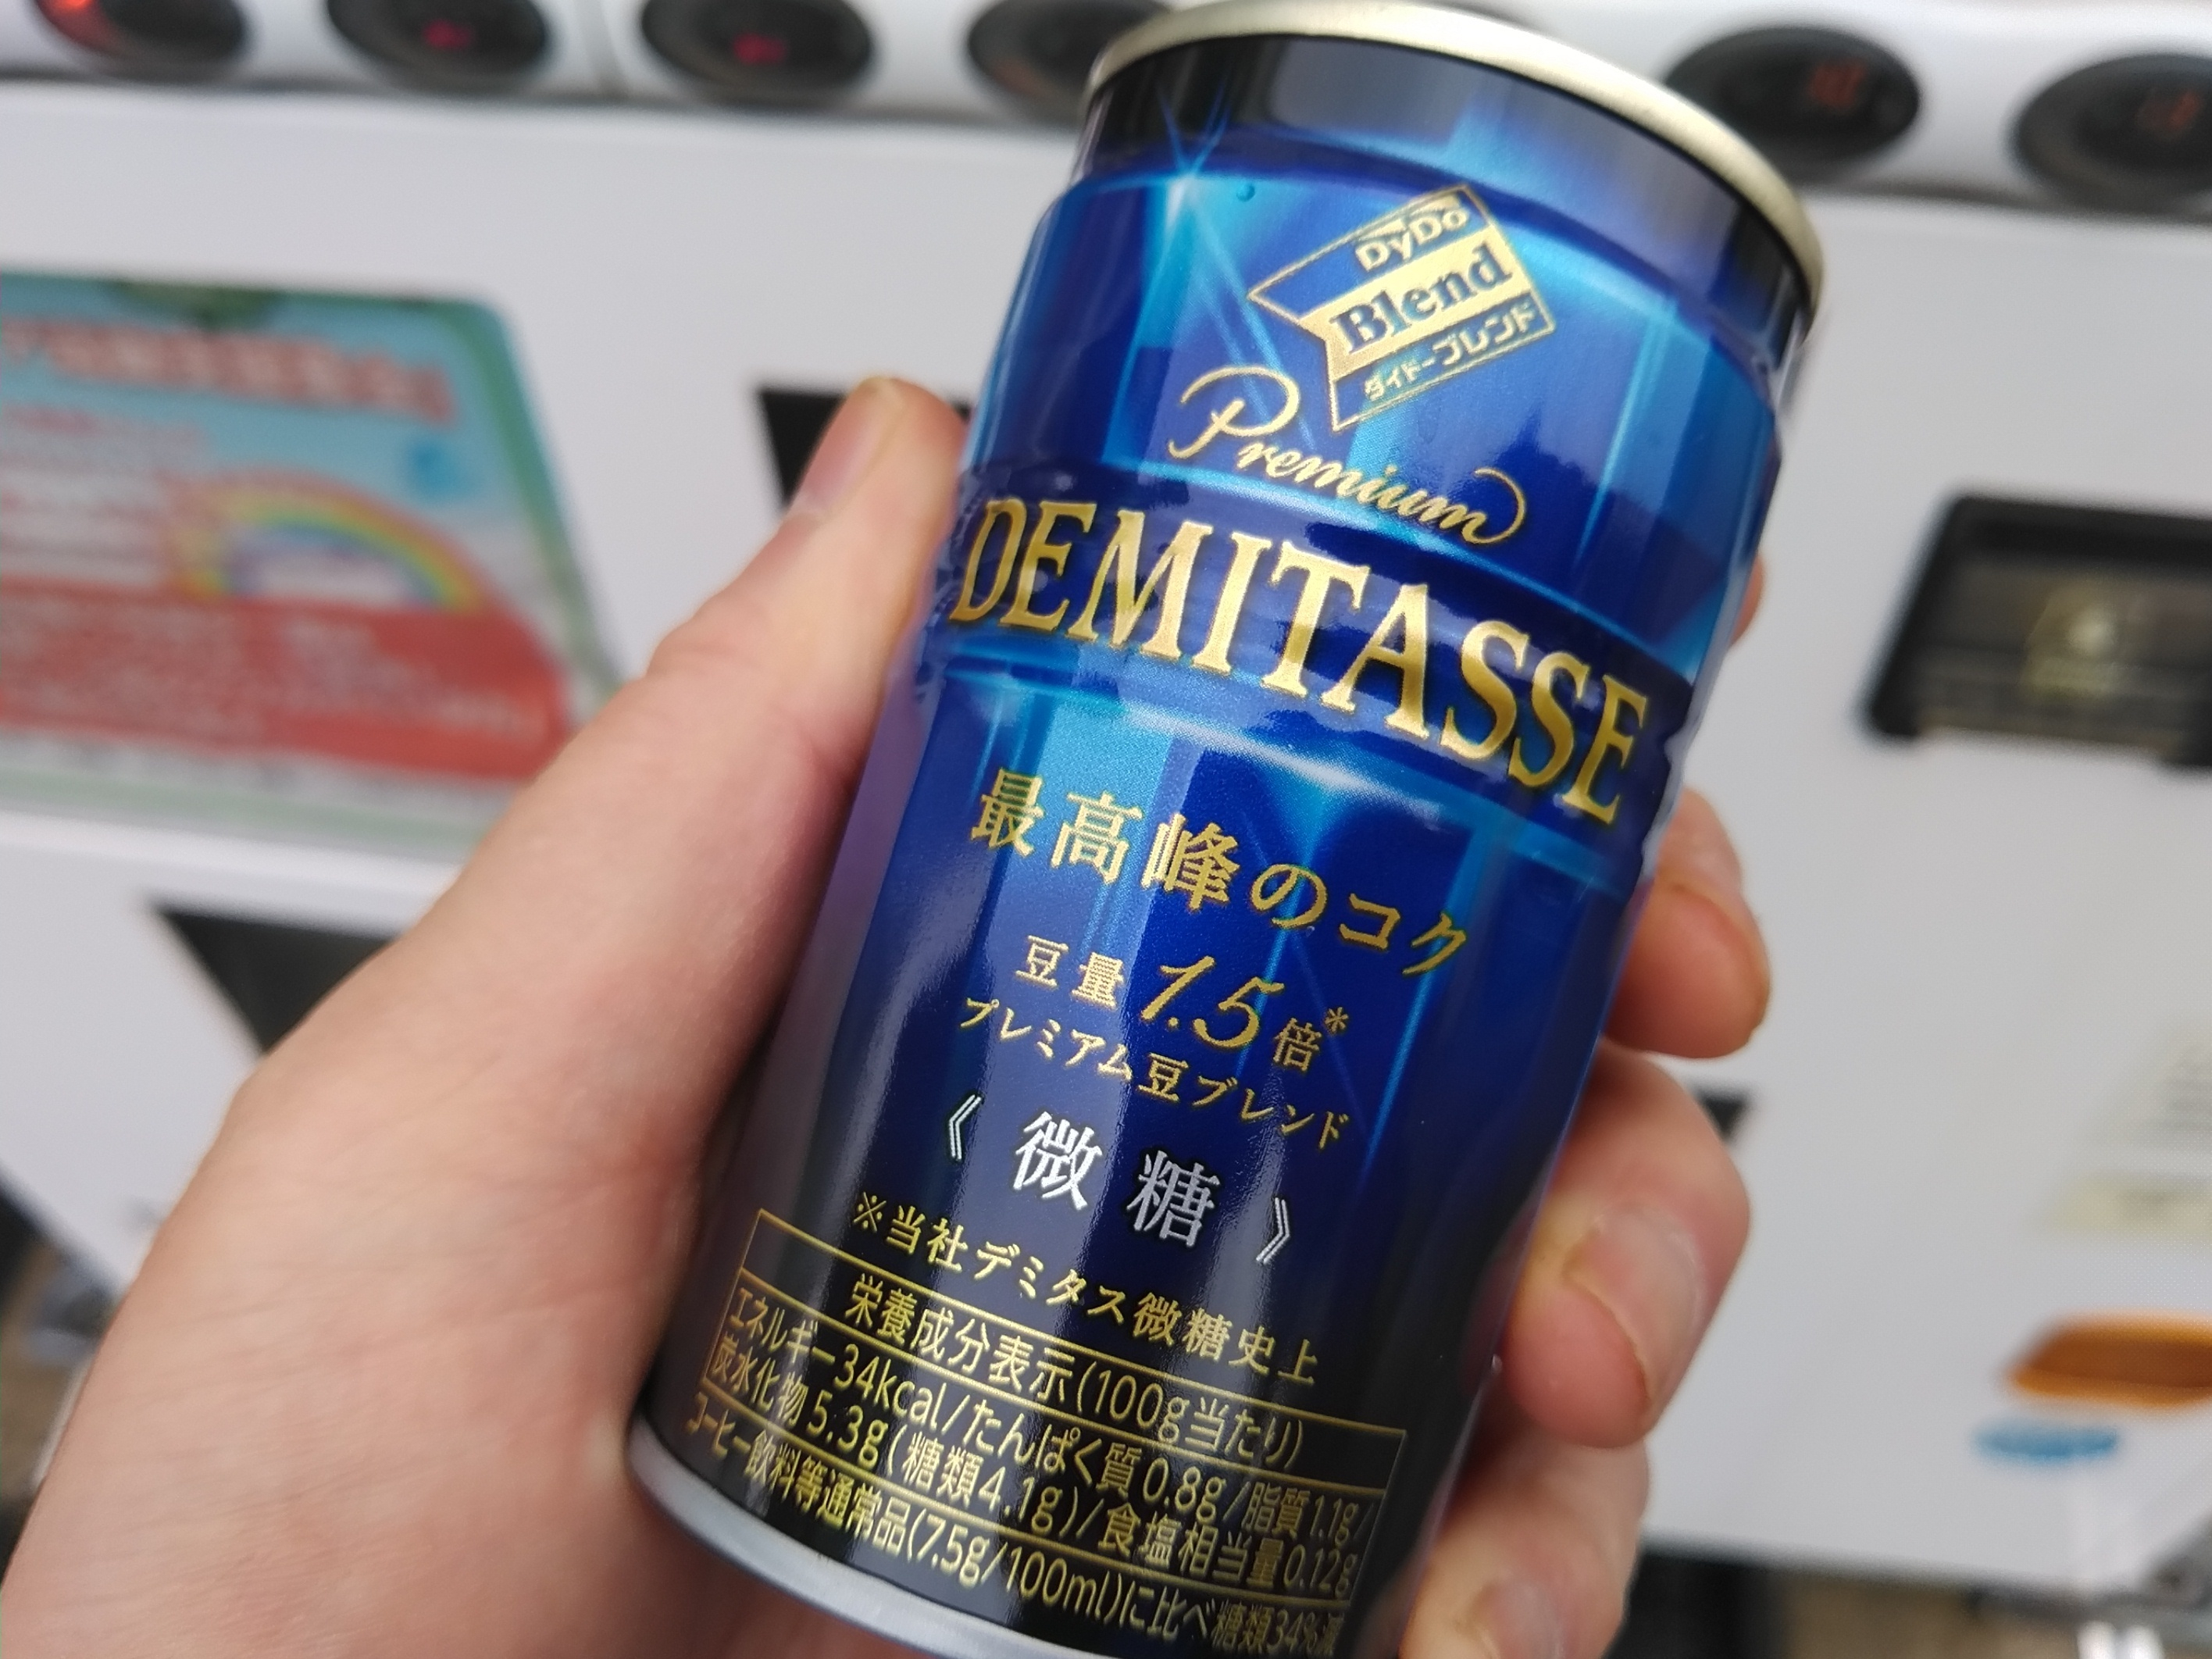 DyDo
Blend
ダイドーブレンド
Premium
DEMITASSE
最高峰のコク
豆量1.5倍*
プレミアム豆ブレンド
《微糖》
※当社デミタス微糖史上
栄養成分表示(100g当たり)
エネルギー34kcal/たんぱく質0.8g/脂質1.1g/
炭水化物5.3g(糖類4.1g)/食塩相当量0.12g
コーヒー飲料等通常品(7.5g/100ml)に比べ糖類34%減